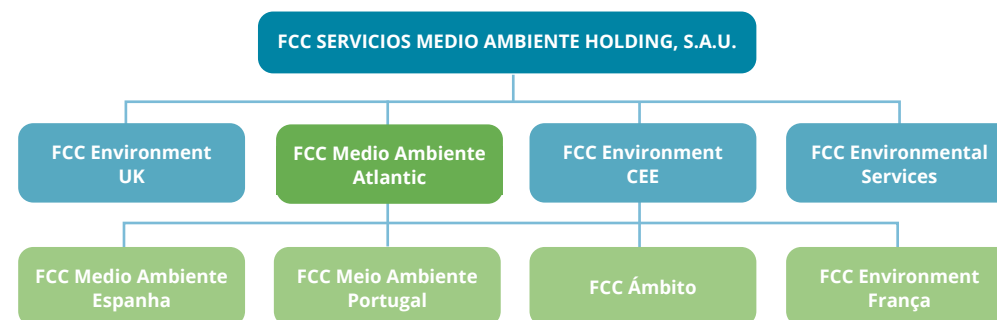 FCC SERVICIOS MEDIO AMBIENTE HOLDING, S.A.U.
FCC Environment
UK
FCC Medio Ambiente
Atlantic
FCC Environment
CEE
FCC Environmental
Services
FCC Medio Ambiente
Espanha
FCC Meio Ambiente
Portugal
FCC Ámbito
FCC Environment
França